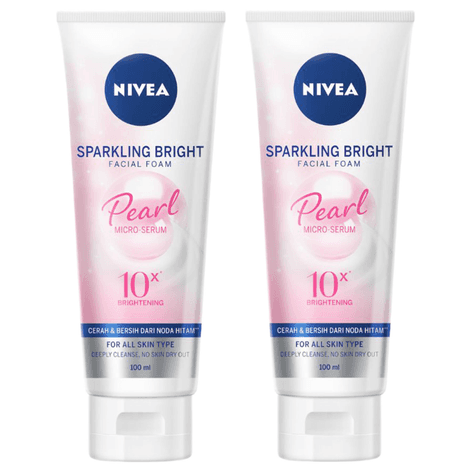 NIVEA
SPARKLING BRIGHT
FACIAL FOAM
Pearl
MICRO-SERUM
10x*
BRIGHTENING
CERAH & BERSIH DARI NODA HITAM**
FOR ALL SKIN TYPE
DEEPLY CLEANSE, NO SKIN DRY OUT
100 ml
NIVEA
SPARKLING BRIGHT
FACIAL FOAM
Pearl
MICRO-SERUM
10x*
BRIGHTENING
CERAH & BERSIH DARI NODA HITAM**
FOR ALL SKIN TYPE
DEEPLY CLEANSE, NO SKIN DRY OUT
100 ml